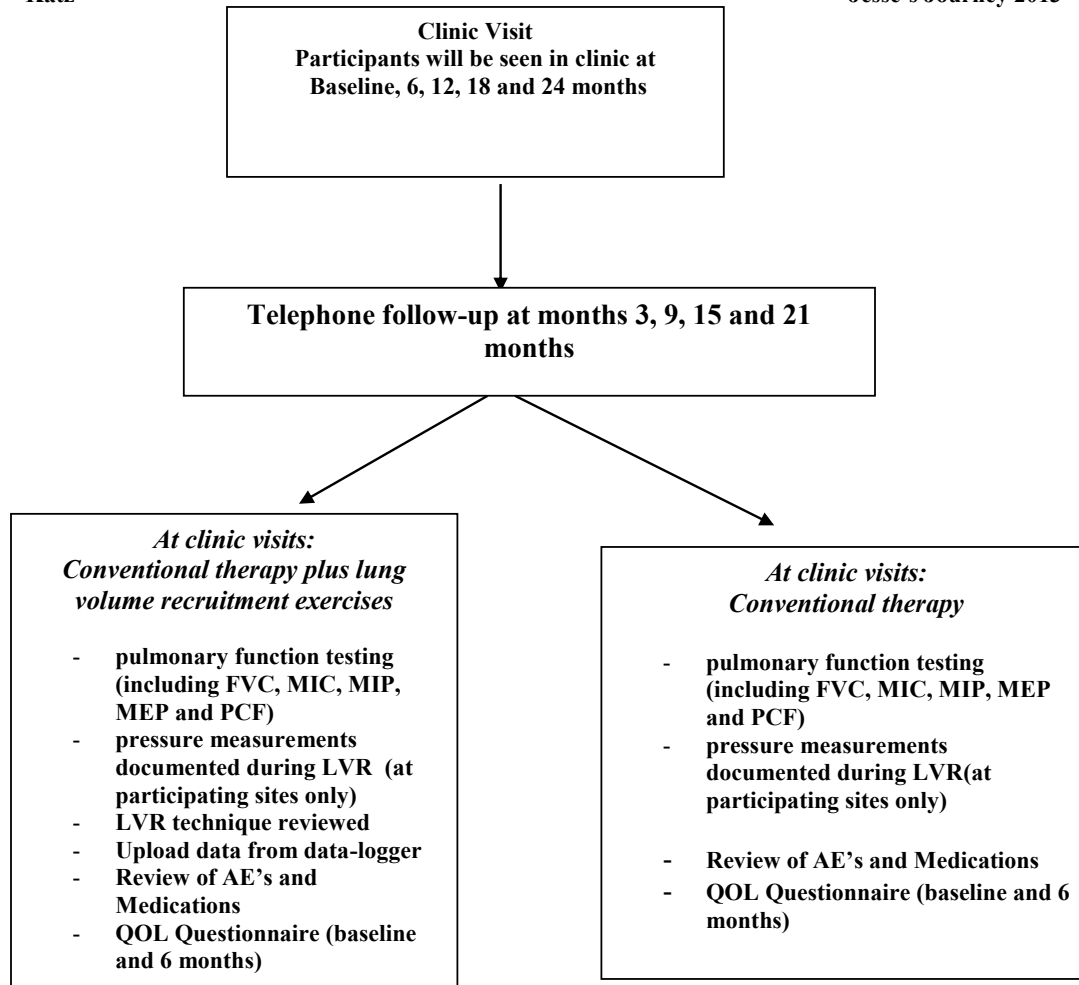 Clinic Visit
Participants will be seen in clinic at
Baseline, 6, 12, 18 and 24 months
Telephone follow-up at months 3, 9, 15 and 21
months
At clinic visits:
Conventional therapy plus lung
volume recruitment exercises
- pulmonary function testing
(including FVC, MIC, MIP,
MEP and PCF)
- pressure measurements
documented during LVR (at
participating sites only)
- LVR technique reviewed
- Upload data from data-logger
- Review of AE's and
Medications
- QOL Questionnaire (baseline
and 6 months)
At clinic visits:
Conventional therapy
- pulmonary function testing
(including FVC, MIC, MIP, MEP
and PCF)
- pressure measurements
documented during LVR(at
participating sites only)
- Review of AE's and Medications
- QOL Questionnaire (baseline and 6
months)